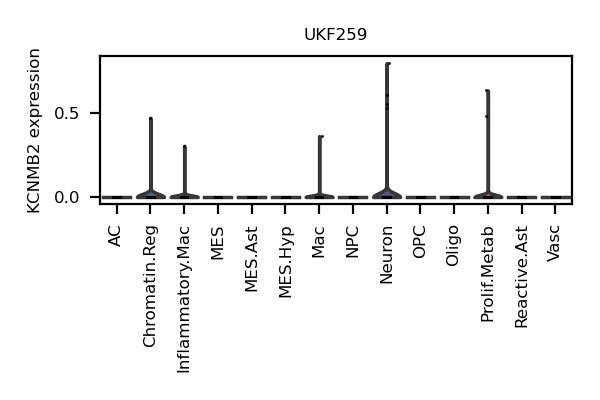 UKF259
KCNMB2 expression
0.5
0.0
AC
Chromatin.Reg
Inflammatory.Mac
MES
MES.Ast
MES.Hyp
Mac
NPC
Neuron
OPC
Oligo
Prolif.Metab
Reactive.Ast
Vasc